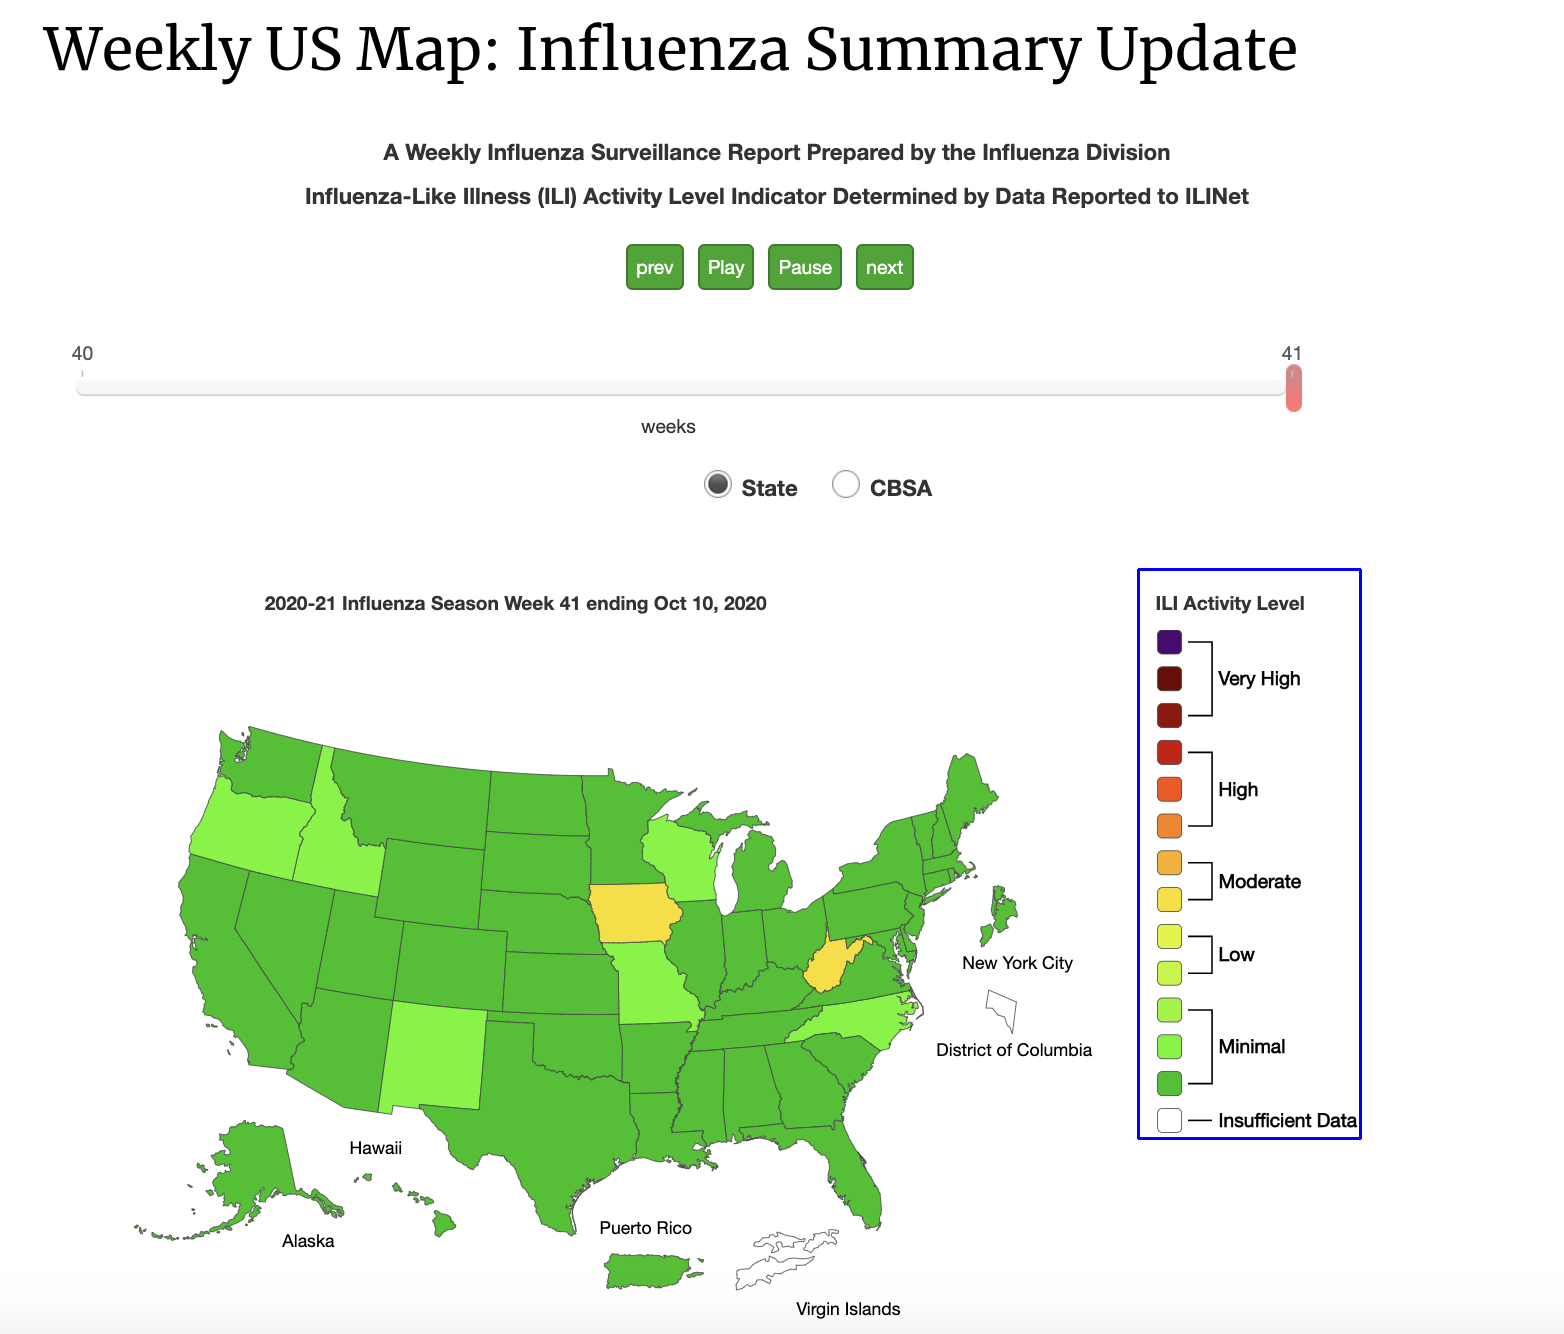 Weekly US Map: Influenza Summary Update
A Weekly Influenza Surveillance Report Prepared by the Influenza Division
Influenza-Like Illness (ILI) Activity Level Indicator Determined by Data Reported to ILINet
prev Play Pause next
40 41
weeks
State CBSA
2020-21 Influenza Season Week 41 ending Oct 10, 2020
ILI Activity Level
Very High
High
Moderate
Low
Minimal
Insufficient Data
New York City
District of Columbia
Hawaii
Alaska
Puerto Rico
Virgin Islands